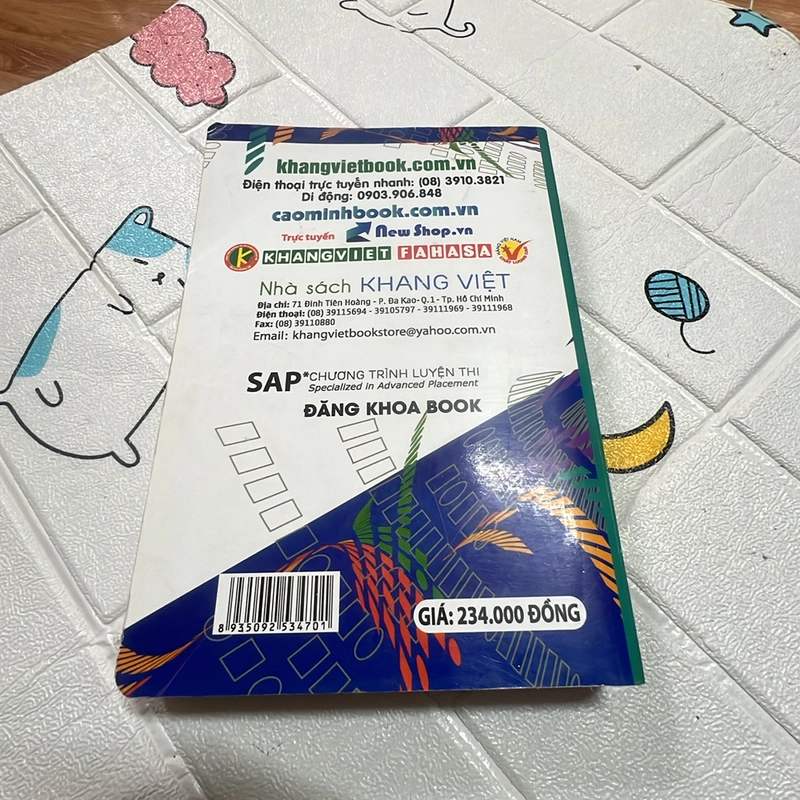 khangvietbook.com.vn
Điện thoại trực tuyến nhanh: (08) 3910.3821
Di động: 0903.906.848
caominhbook.com.vn
Trực tuyến New Shop.vn
K KHANGVIET FAHASA
Nhà sách KHANG VIỆT
Địa chỉ: 71 Đinh Tiên Hoàng - P. Đa Kao- Q.1 - Tp. Hồ Chí Minh
Điện thoại: (08) 39115694 - 39105797 - 39111969 - 39111968
Fax: (08) 39110880
Email: khangvietbookstore@yahoo.com.vn
SAP*CHƯƠNG TRÌNH LUYỆN THI
Specialized in Advanced Placement
ĐĂNG KHOA BOOK
8 935092 534701
GIÁ: 234.000 ĐỒNG